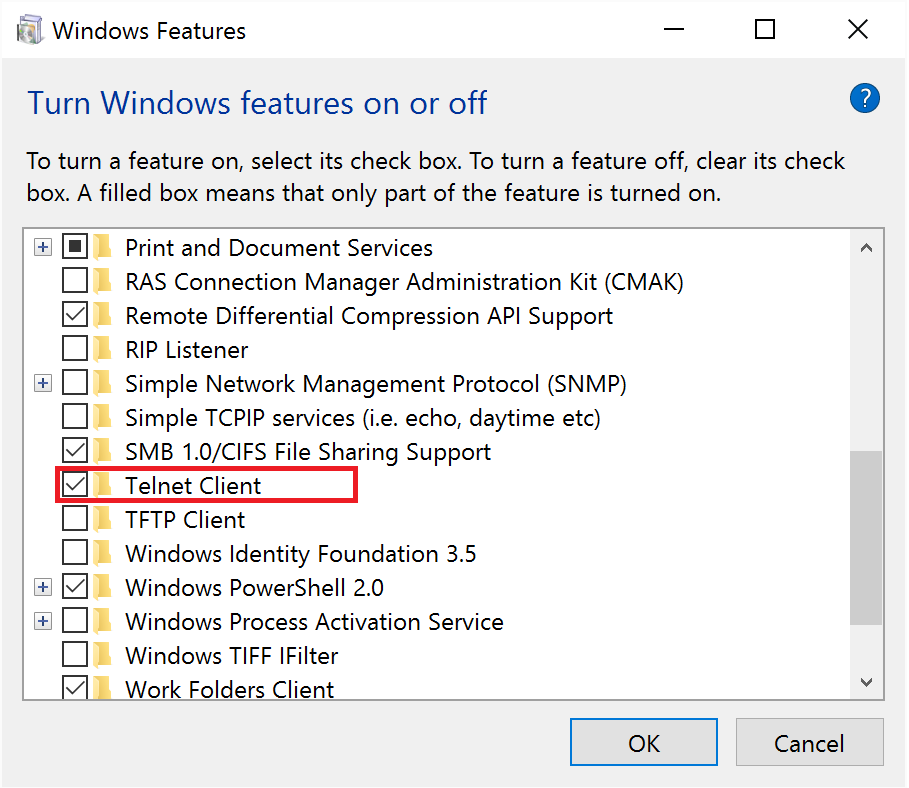 Windows Features
Turn Windows features on or off
?
To turn a feature on, select its check box. To turn a feature off, clear its check
box. A filled box means that only part of the feature is turned on.
Print and Document Services
RAS Connection Manager Administration Kit (CMAK)
Remote Differential Compression API Support
RIP Listener
Simple Network Management Protocol (SNMP)
Simple TCPIP services (i.e. echo, daytime etc)
SMB 1.0/CIFS File Sharing Support
Telnet Client
TFTP Client
Windows Identity Foundation 3.5
Windows PowerShell 2.0
Windows Process Activation Service
Windows TIFF IFilter
Work Folders Client
OK
Cancel